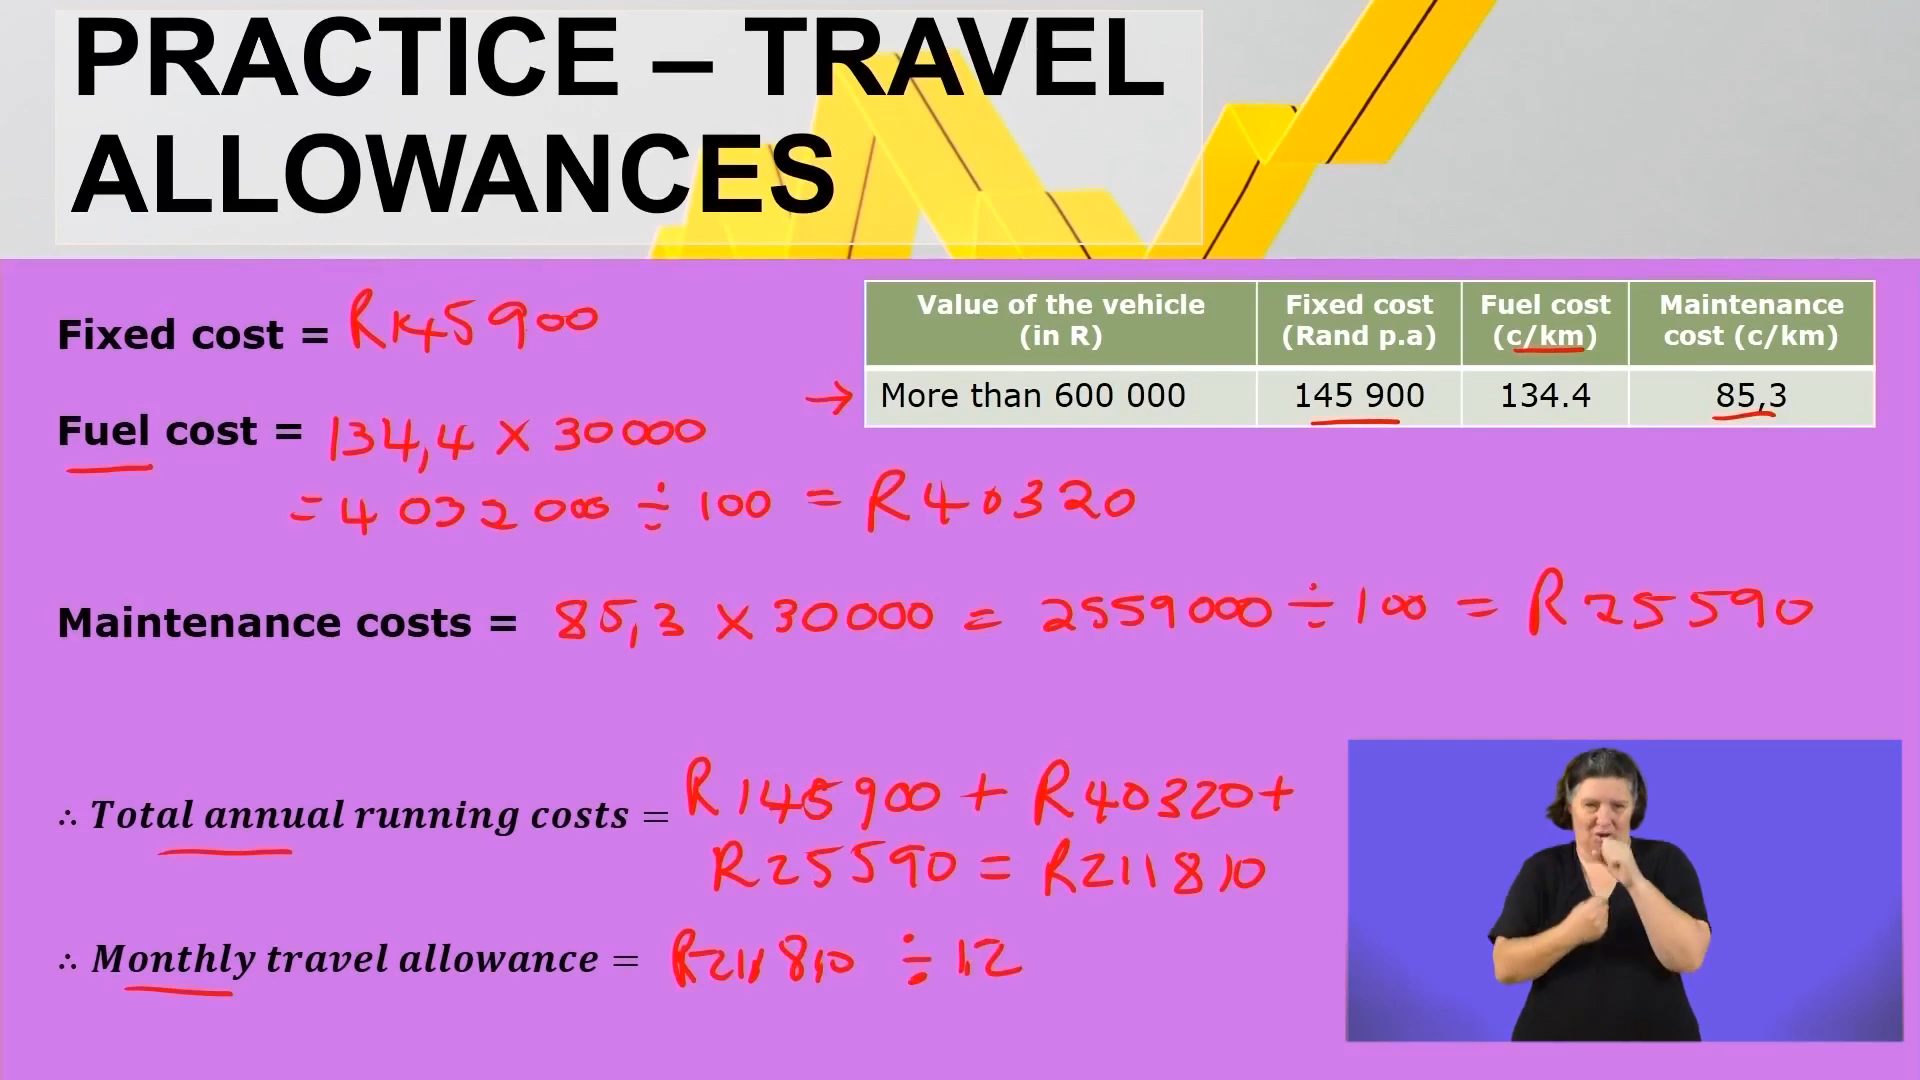 PRACTICE – TRAVEL
ALLOWANCES
Fixed cost = R145900
Value of the vehicle (in R) Fixed cost (Rand p.a) Fuel cost (c/km) Maintenance cost (c/km)
→ More than 600 000 145 900 134.4 85,3
Fuel cost = 134,4 × 30000
= 4 032 000 ÷ 100 = R40320
Maintenance costs = 85,3 × 30000 = 2559000 ÷ 100 = R25590
∴ Total annual running costs = R145900 + R40320 +
R25590 = R211810
∴ Monthly travel allowance = R211810 ÷ 12